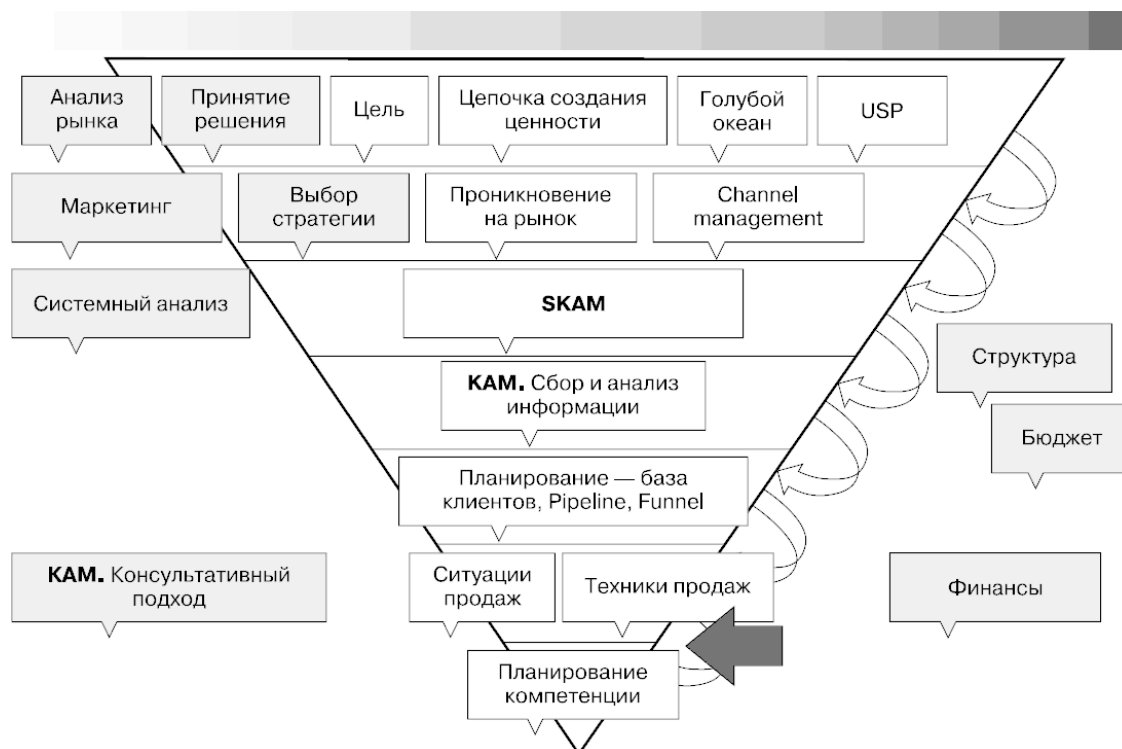 Анализ
рынка
Принятие
решения
Цель
Цепочка создания
ценности
Голубой
океан
USP
Маркетинг
Выбор
стратегии
Проникновение
на рынок
Channel
management
Системный анализ
SKAM
Структура
KAM. Сбор и анализ
информации
Бюджет
Планирование — база
клиентов, Pipeline, Funnel
KAM. Консультативный
подход
Ситуации
продаж
Техники продаж
Финансы
Планирование
компетенции